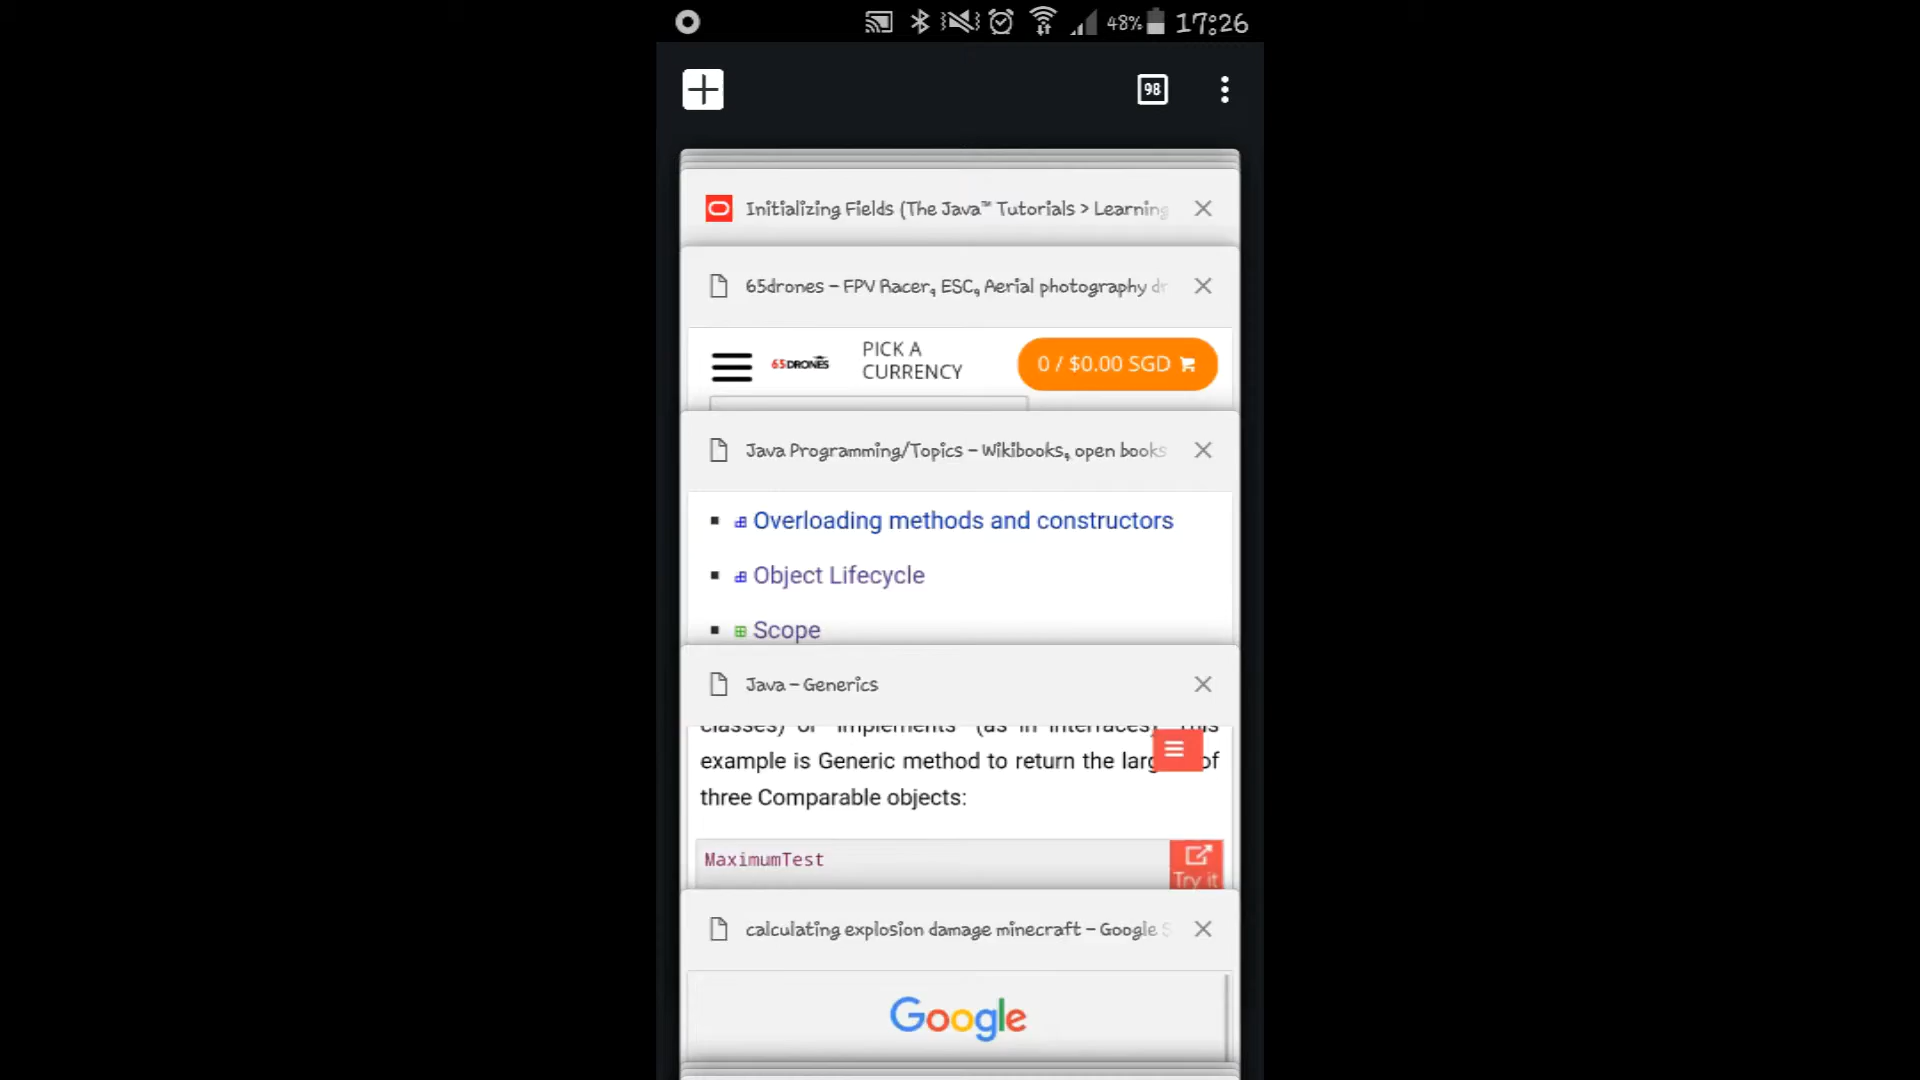 48% 17:26
98
Initializing Fields (The Java™ Tutorials > Learning
65drones - FPV Racer, ESC, Aerial photography dr
65DRONES
PICK A
CURRENCY
0 / $0.00 SGD
Java Programming/Topics - Wikibooks, open books
Overloading methods and constructors
Object Lifecycle
Scope
Java - Generics
example is Generic method to return the of
three Comparable objects:
MaximumTest
Try it
calculating explosion damage minecraft - Google S
Google